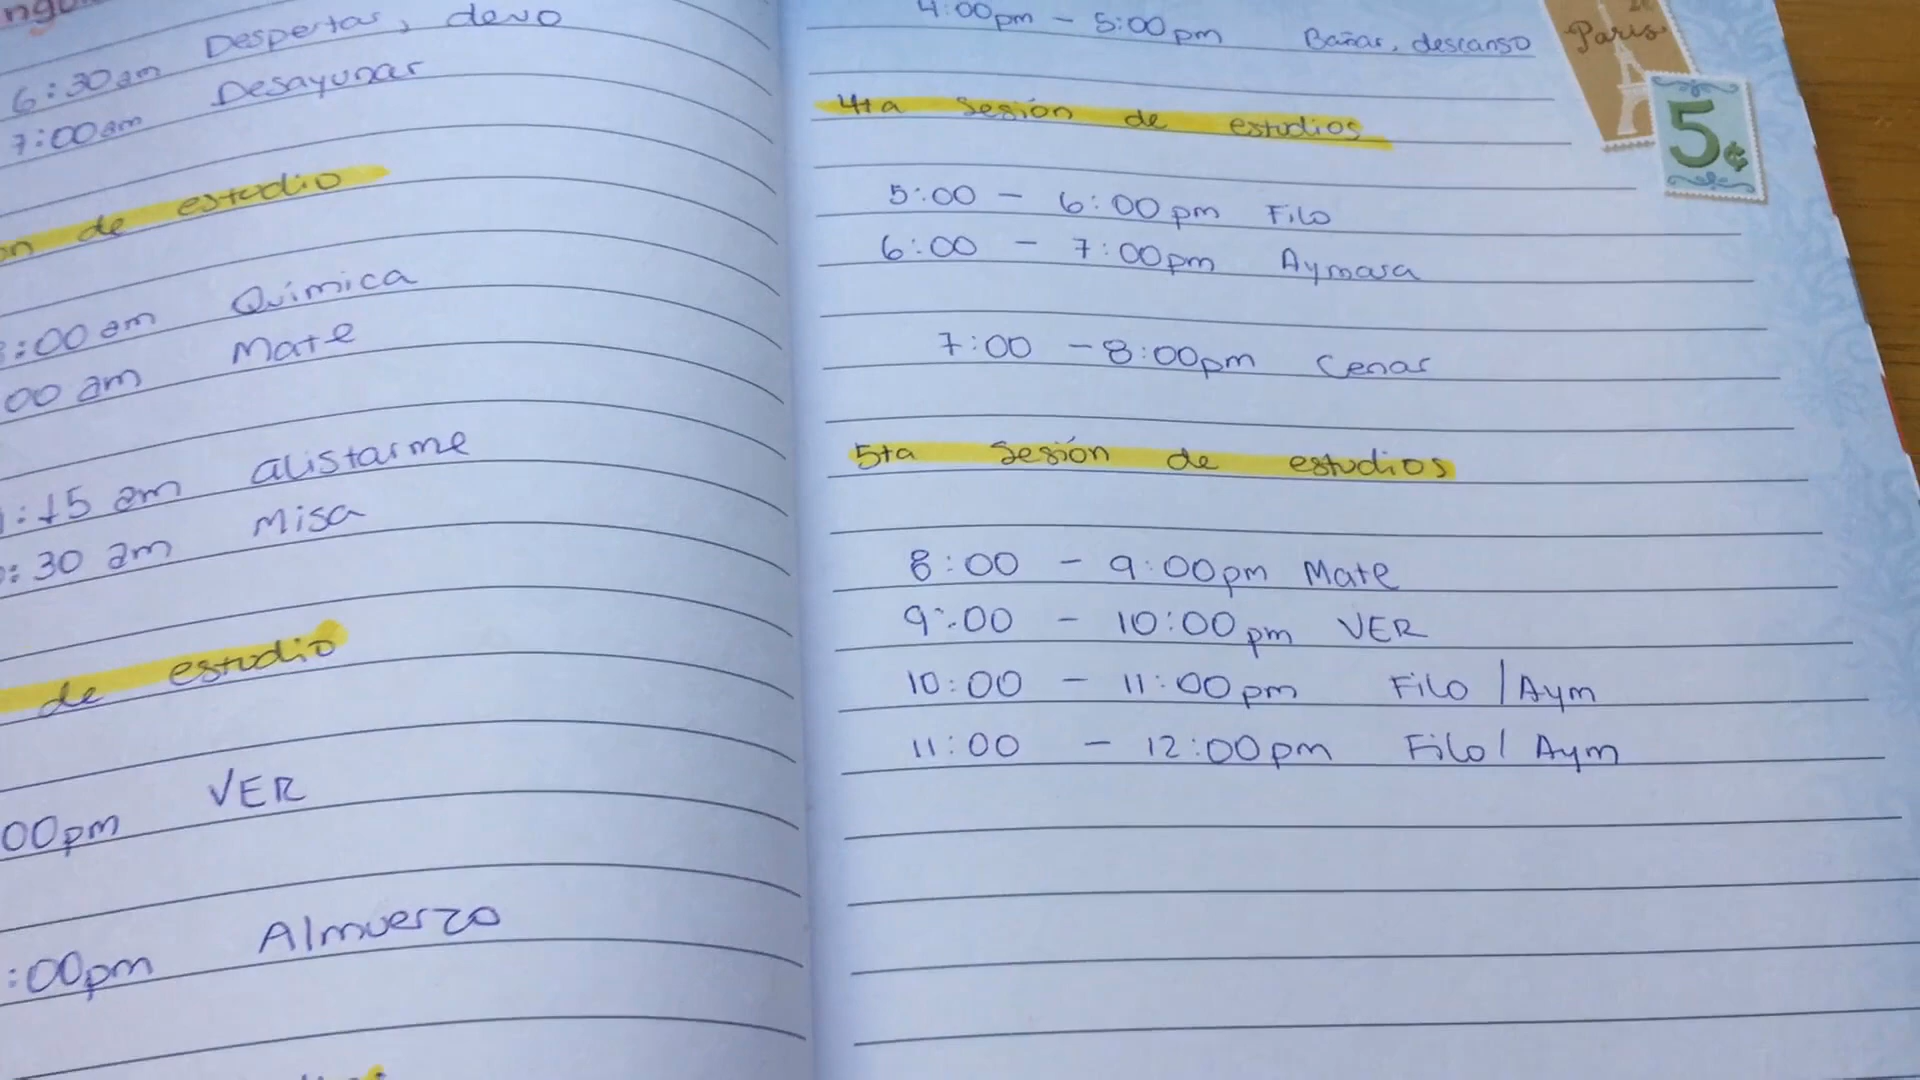 6:30am Despertar, devo
7:00am Desayunar
de estudio
:00 am Química
00 am Mate
:15 am alistarme
:30 am Misa
de estudio
00pm VER
:00pm Almuerzo
4:00pm - 5:00pm Bañar, descanso
4ta Sesión de estudios
5:00 - 6:00pm Filo
6:00 - 7:00pm Aymara
7:00 - 8:00pm Cenar
5ta Sesión de estudios
8:00 - 9:00pm Mate
9:00 - 10:00pm VER
10:00 - 11:00pm Filo / Aym
11:00 - 12:00pm Filo / Aym
Paris
5¢